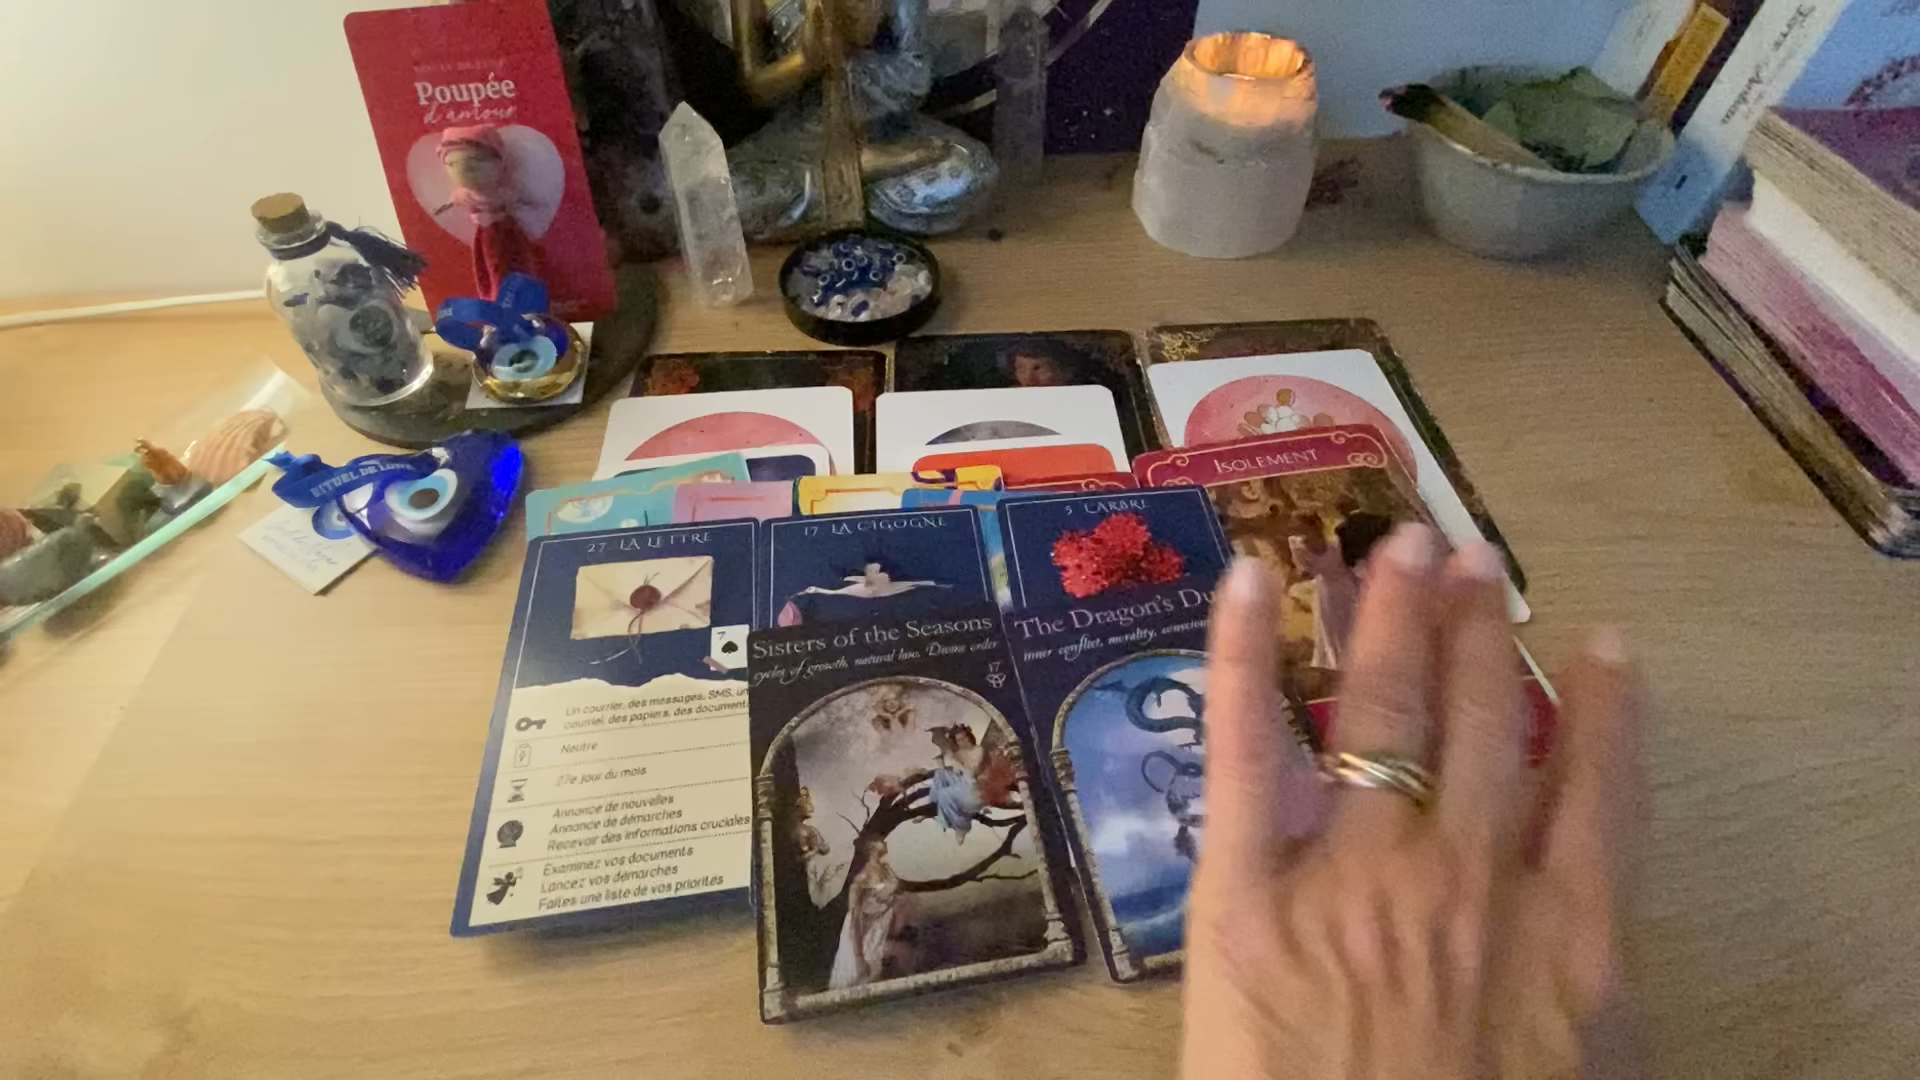 Poupée
d'amour
RITUEL DE LUNE
ISOLEMENT
27 LA LETTRE
7
Un courrier, des messages, SMS, un
courriel, des papiers, des document
Neutre
27e jour du mois
Annonce de nouvelles
Annonce de démarches
Recevoir des informations cruciales
Examinez vos documents
Lancez vos démarches
Faites une liste de vos priorités
17 LA CIGOGNE
5 L'ARBRE
Sisters of the Seasons
cycles of growth, natural law, Divine order
17
The Dragon's Du
inner conflict, morality, conscious